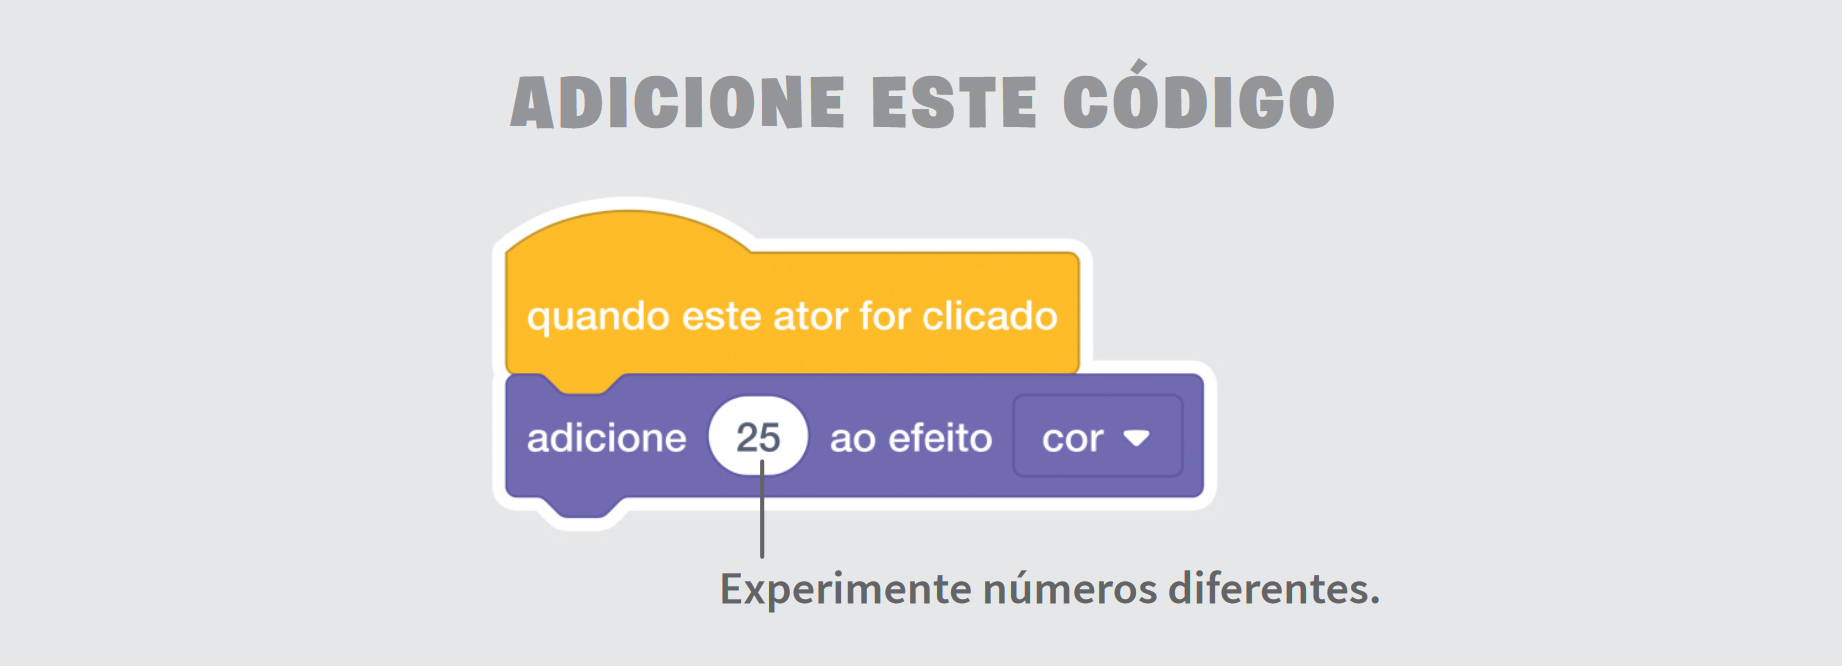 ADICIONE ESTE CÓDIGO
quando este ator for clicado
adicione 25 ao efeito cor
Experimente números diferentes.